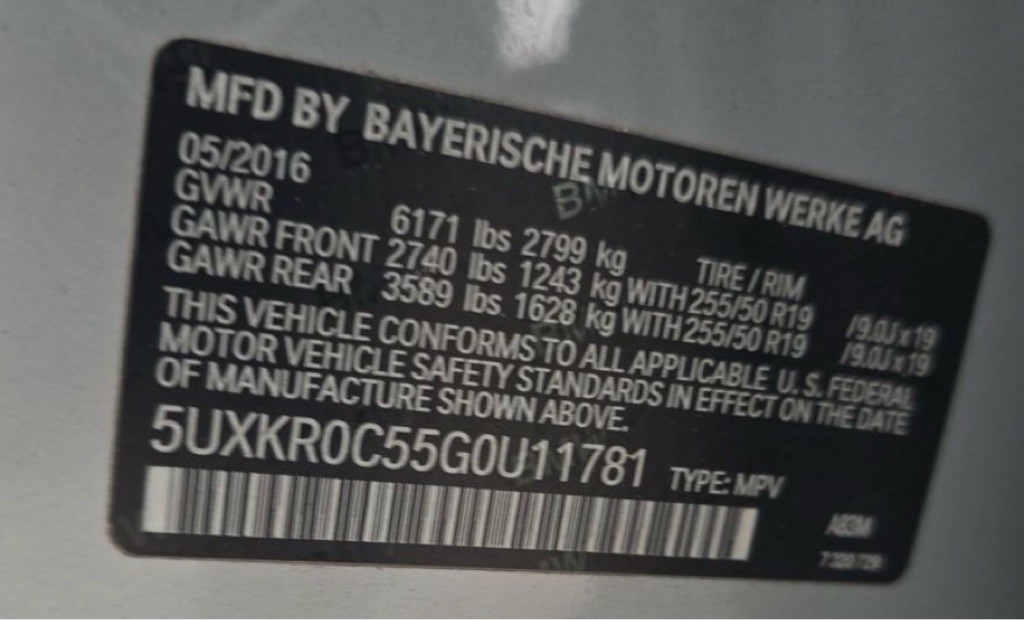 MFD BY BAYERISCHE MOTOREN WERKE AG
05/2016
GVWR 6171 lbs 2799 kg TIRE / RIM
GAWR FRONT 2740 lbs 1243 kg WITH 255/50 R19 /9.0J x 19
GAWR REAR 3589 lbs 1628 kg WITH 255/50 R19 /9.0J x 19
THIS VEHICLE CONFORMS TO ALL APPLICABLE U. S. FEDERAL
MOTOR VEHICLE SAFETY STANDARDS IN EFFECT ON THE DATE
OF MANUFACTURE SHOWN ABOVE.
5UXKR0C55G0U11781 TYPE: MPV
A83M